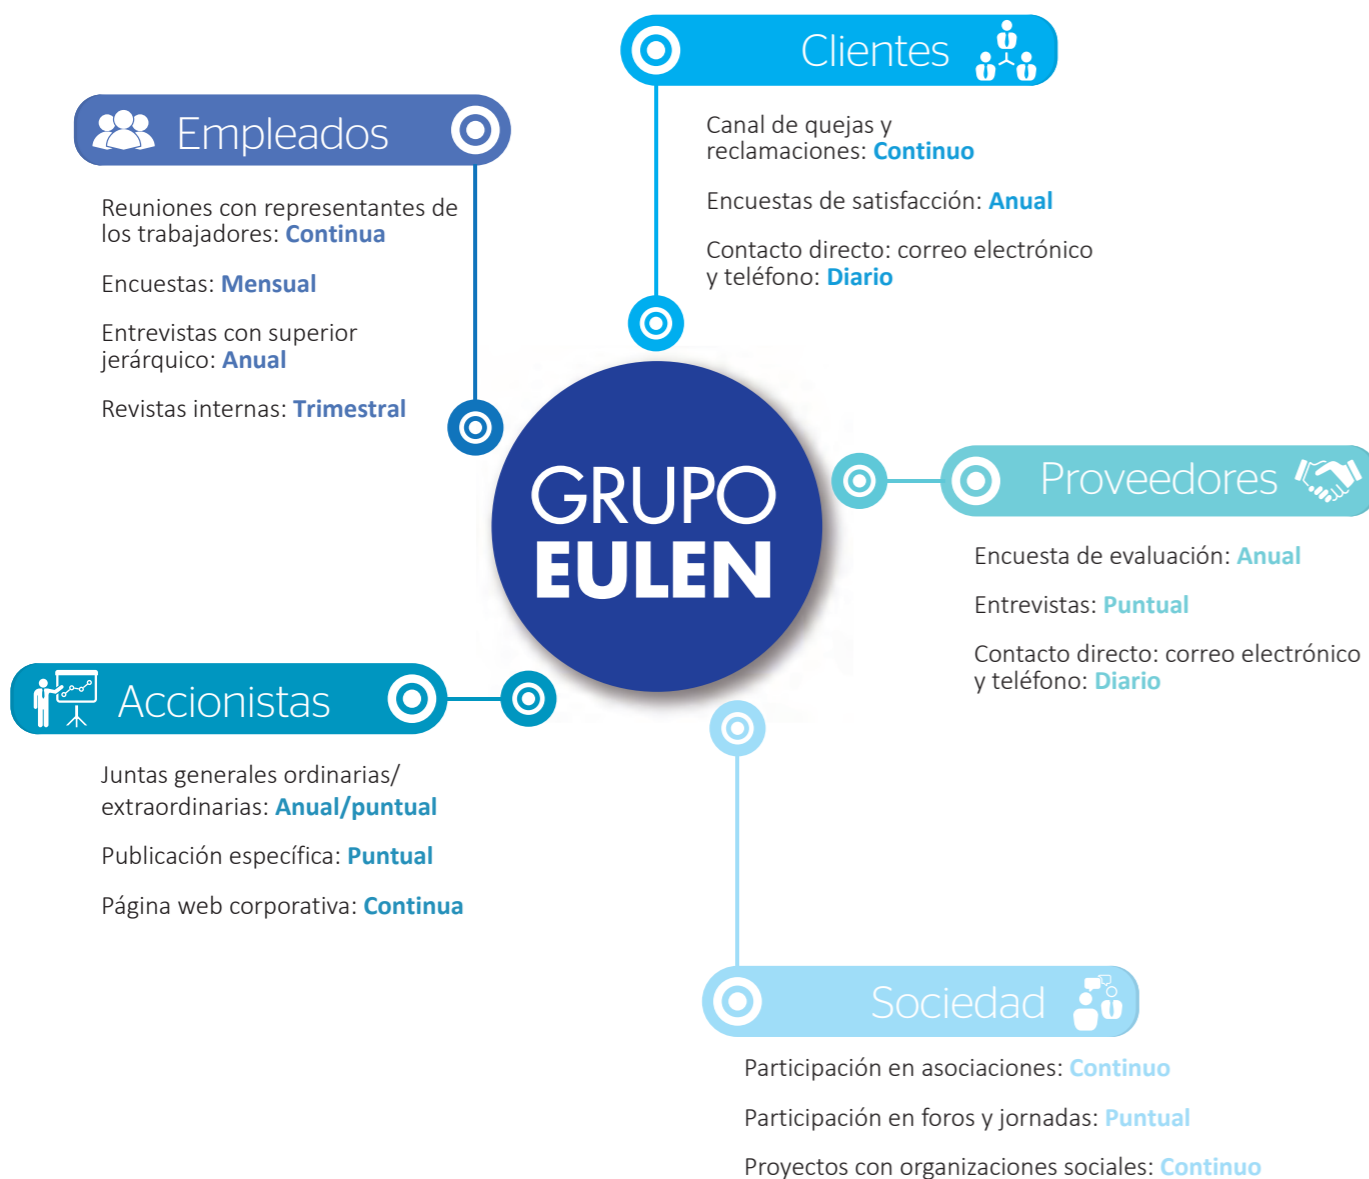 Clientes
Canal de quejas y
reclamaciones: Continuo
Encuestas de satisfacción: Anual
Contacto directo: correo electrónico
y teléfono: Diario
Empleados
Reuniones con representantes de
los trabajadores: Continua
Encuestas: Mensual
Entrevistas con superior
jerárquico: Anual
Revistas internas: Trimestral
GRUPO
EULEN
Proveedores
Encuesta de evaluación: Anual
Entrevistas: Puntual
Contacto directo: correo electrónico
y teléfono: Diario
Accionistas
Juntas generales ordinarias/
extraordinarias: Anual/puntual
Publicación específica: Puntual
Página web corporativa: Continua
Sociedad
Participación en asociaciones: Continuo
Participación en foros y jornadas: Puntual
Proyectos con organizaciones sociales: Continuo